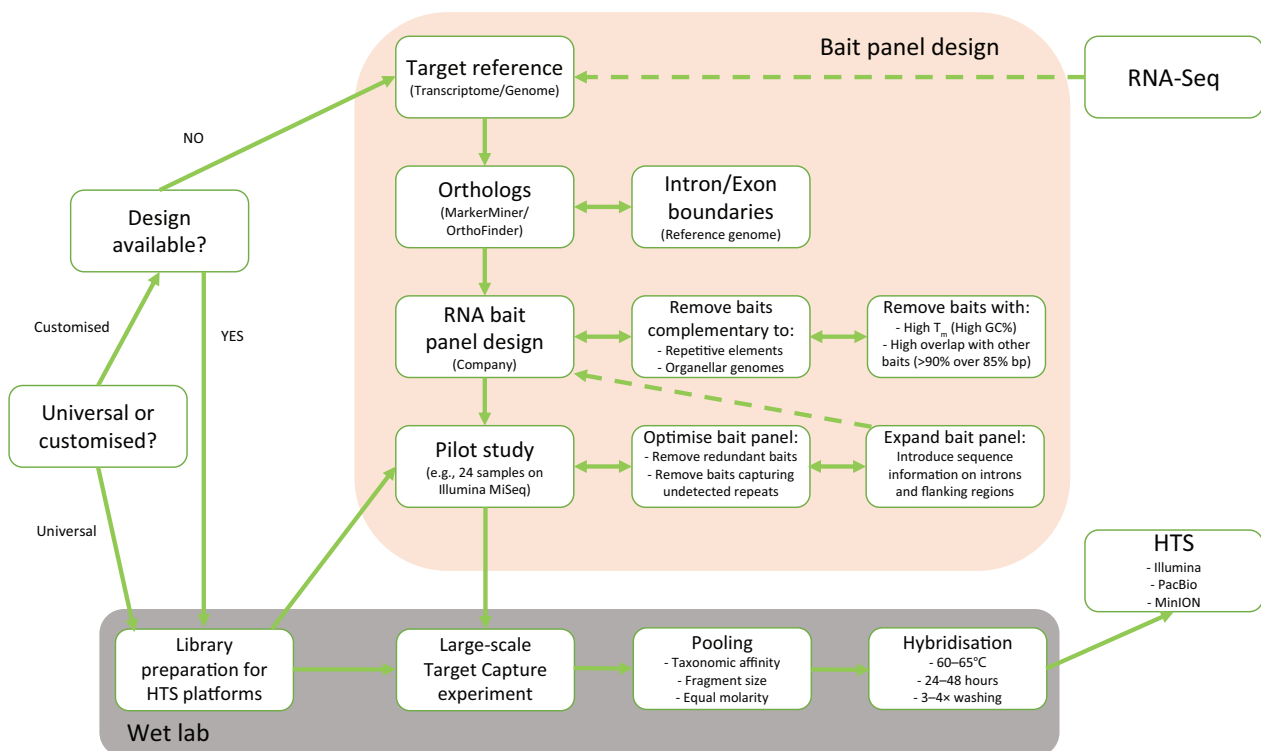 Bait panel design
Target reference
(Transcriptome/Genome)
RNA-Seq
NO
Design
available?
Orthologs
(MarkerMiner/
OrthoFinder)
Intron/Exon
boundaries
(Reference genome)
Customised
YES
RNA bait
panel design
(Company)
Remove baits
complementary to:
- Repetitive elements
- Organellar genomes
Remove baits with:
- High Tm (High GC%)
- High overlap with other
baits (>90% over 85% bp)
Universal or
customised?
Pilot study
(e.g., 24 samples on
Illumina MiSeq)
Optimise bait panel:
- Remove redundant baits
- Remove baits capturing
undetected repeats
Expand bait panel:
Introduce sequence
information on introns
and flanking regions
Universal
HTS
- Illumina
- PacBio
- MinION
Library
preparation for
HTS platforms
Large-scale
Target Capture
experiment
Pooling
- Taxonomic affinity
- Fragment size
- Equal molarity
Hybridisation
- 60–65°C
- 24–48 hours
- 3–4× washing
Wet lab